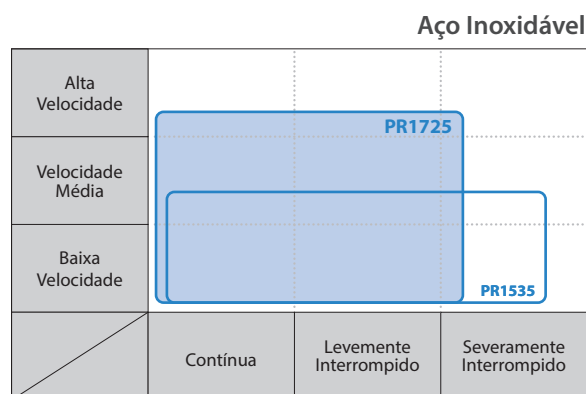 Aço Inoxidável
Alta
Velocidade
PR1725
Velocidade
Média
Baixa
Velocidade
PR1535
Contínua
Levemente
Interrompido
Severamente
Interrompido